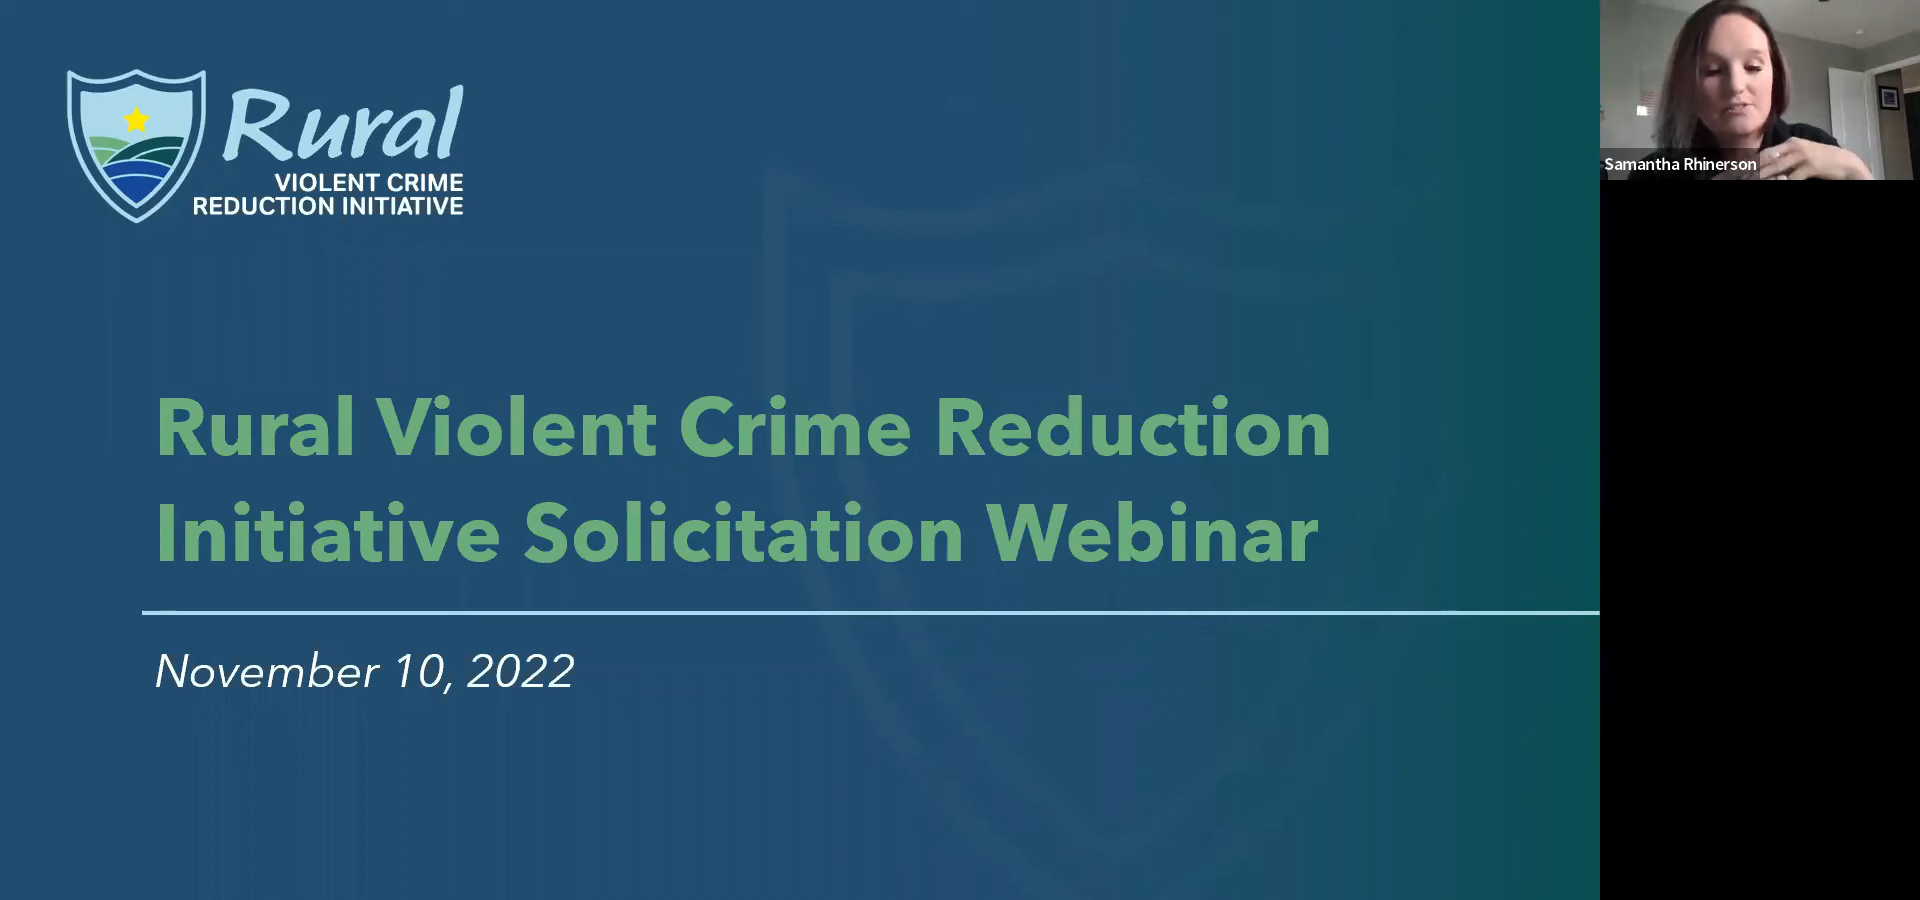 Rural
VIOLENT CRIME
REDUCTION INITIATIVE
Samantha Rhinerson
Rural Violent Crime Reduction
Initiative Solicitation Webinar
November 10, 2022